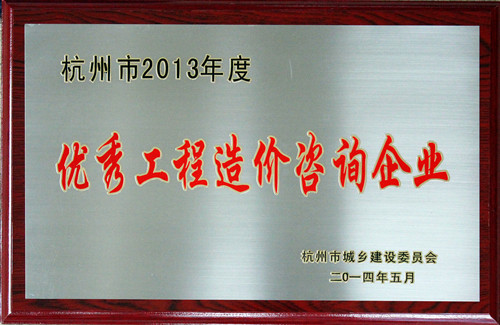 杭州市2013年度
优秀工程造价咨询企业
杭州市城乡建设委员会
二0一四年五月